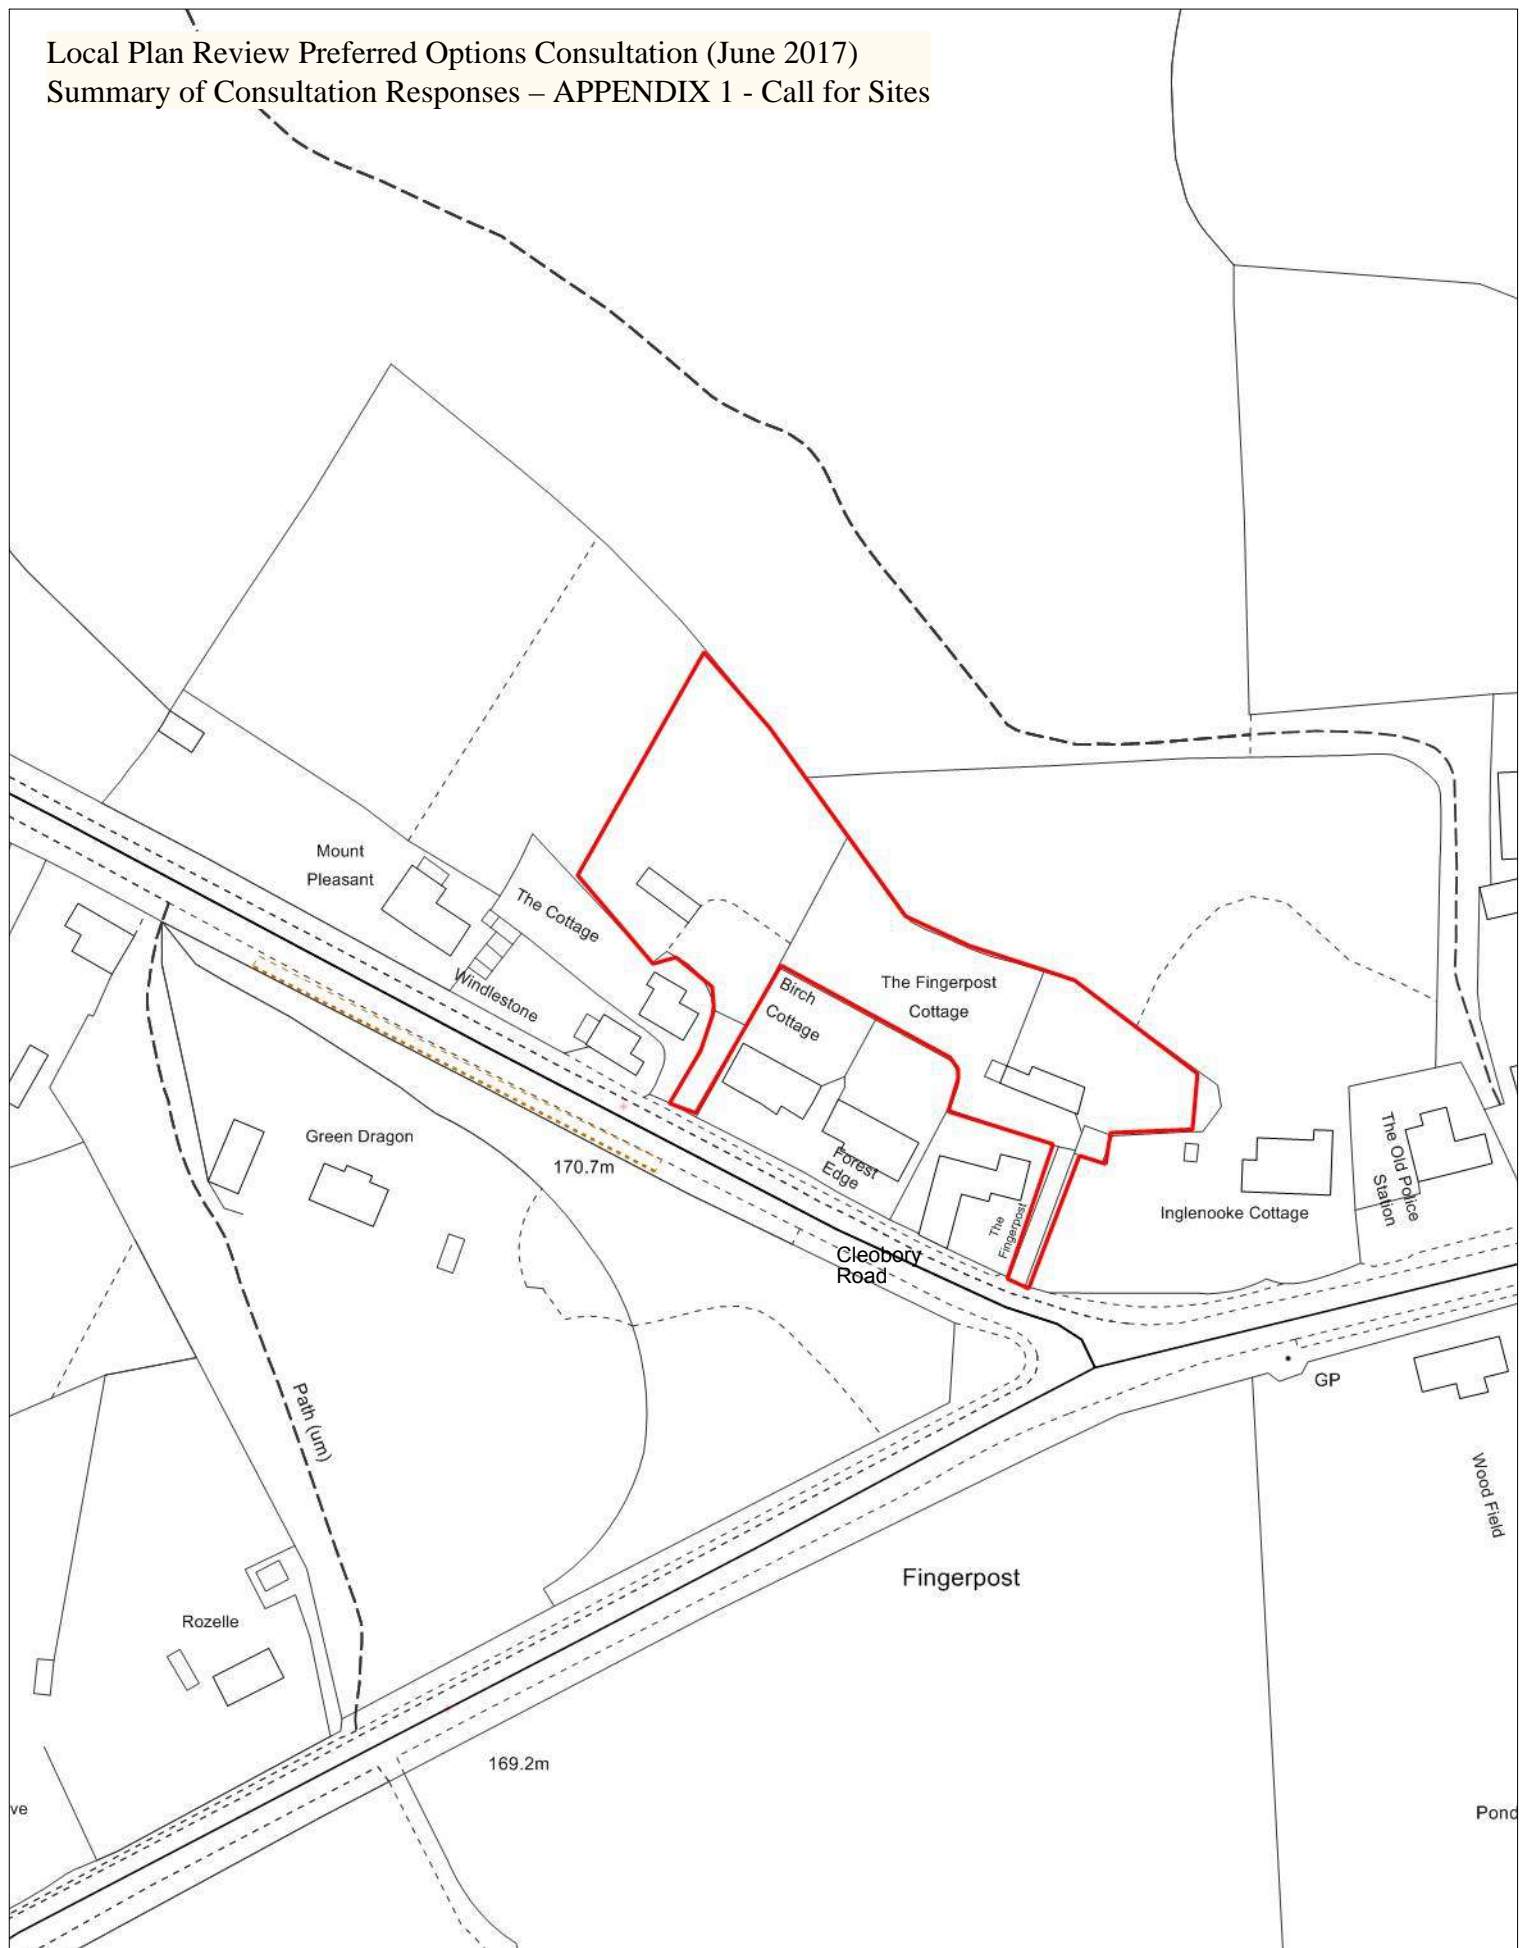 Local Plan Review Preferred Options Consultation (June 2017)
Summary of Consultation Responses – APPENDIX 1 - Call for Sites
Mount
Pleasant
The Cottage
Windlestone
Birch
Cottage
The Fingerpost
Cottage
Forest
Edge
The
Fingerpost
Inglenooke Cottage
The Old Police
Station
Green Dragon
170.7m
Cleobory
Road
GP
Path (um)
Wood Field
Fingerpost
Rozelle
169.2m
ve
Pond